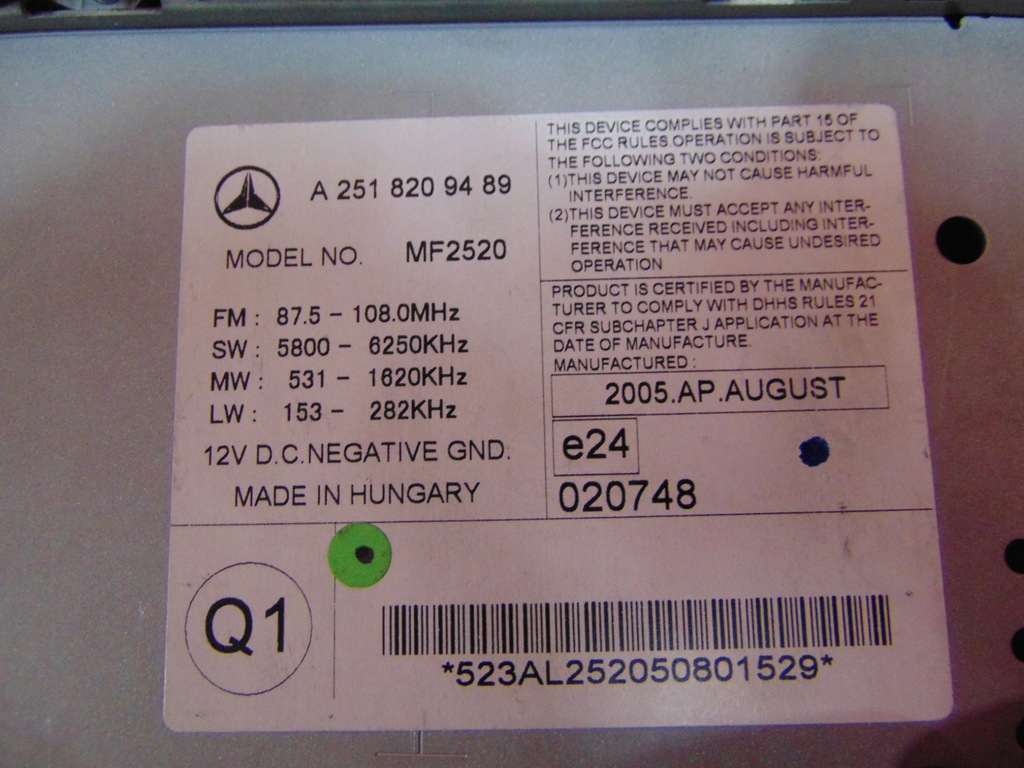 A 251 820 94 89
MODEL NO. MF2520
FM : 87.5 - 108.0MHz
SW : 5800 - 6250KHz
MW : 531 - 1620KHz
LW : 153 - 282KHz
12V D.C.NEGATIVE GND.
MADE IN HUNGARY
THIS DEVICE COMPLIES WITH PART 15 OF
THE FCC RULES.OPERATION IS SUBJECT TO
THE FOLLOWING TWO CONDITIONS:
(1)THIS DEVICE MAY NOT CAUSE HARMFUL
INTERFERENCE.
(2)THIS DEVICE MUST ACCEPT ANY INTER-
FERENCE RECEIVED INCLUDING INTER-
FERENCE THAT MAY CAUSE UNDESIRED
OPERATION
PRODUCT IS CERTIFIED BY THE MANUFAC-
TURER TO COMPLY WITH DHHS RULES 21
CFR SUBCHAPTER J APPLICATION AT THE
DATE OF MANUFACTURE.
MANUFACTURED :
2005.AP.AUGUST
e24
020748
Q1
*523AL252050801529*